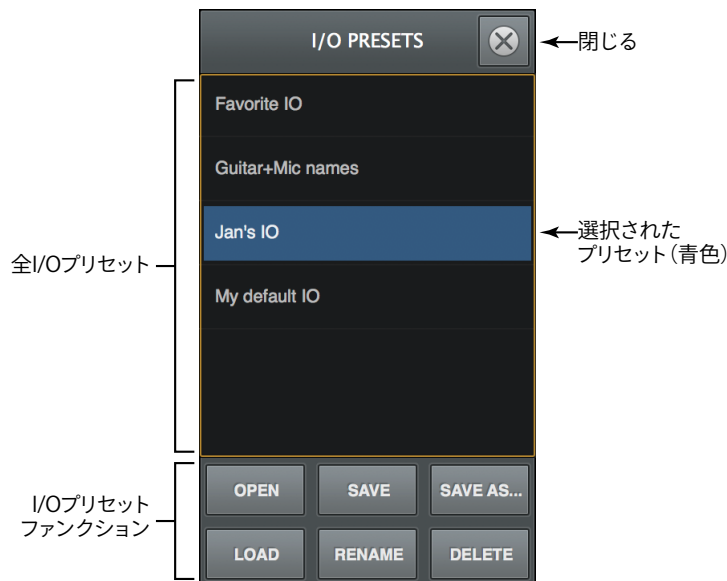 I/O PRESETS
閉じる
Favorite IO
Guitar+Mic names
Jan's IO
選択された
プリセット(青色)
全I/Oプリセット
My default IO
OPEN
SAVE
SAVE AS...
I/Oプリセット
ファンクション
LOAD
RENAME
DELETE